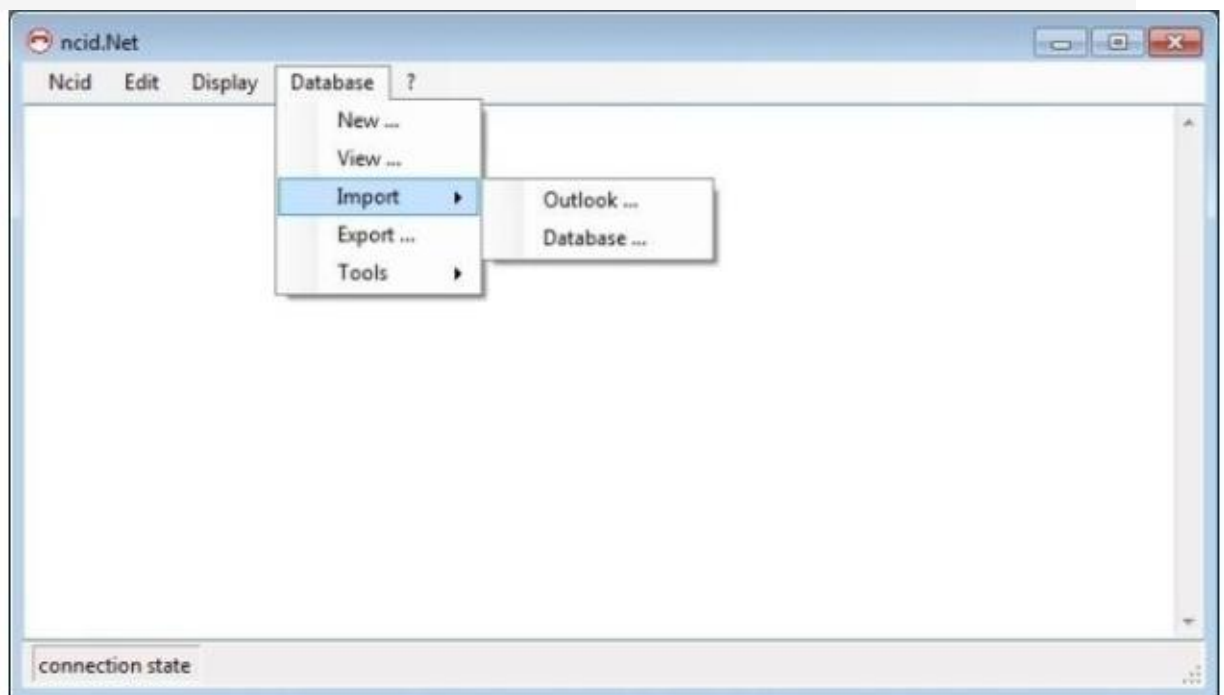 ncid.Net
Ncid Edit Display Database ?
New ...
View ...
Import
Outlook ...
Export ...
Database ...
Tools
connection state